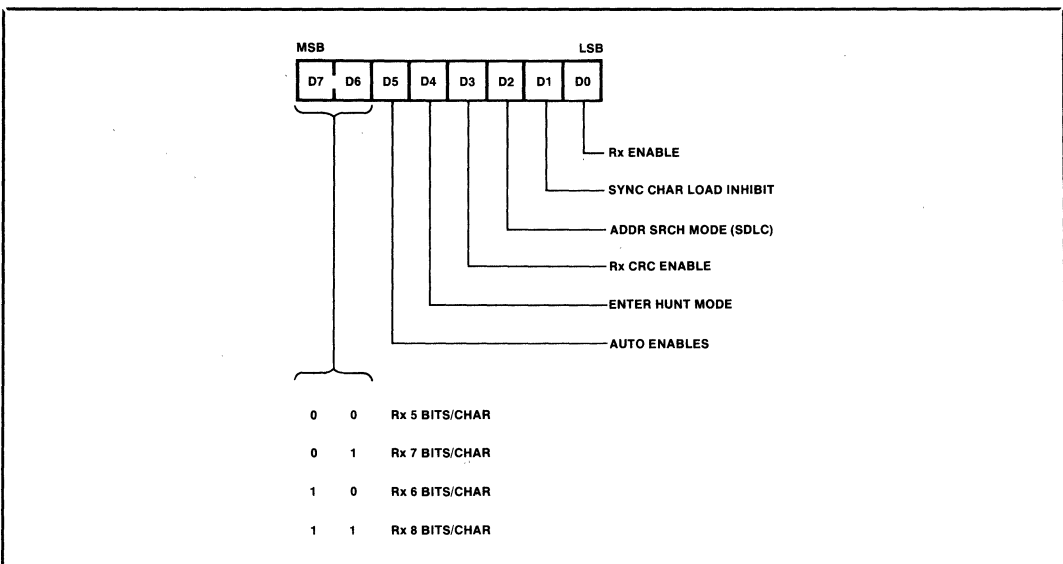 MSB LSB
D7 D6 D5 D4 D3 D2 D1 D0
Rx ENABLE
SYNC CHAR LOAD INHIBIT
ADDR SRCH MODE (SDLC)
Rx CRC ENABLE
ENTER HUNT MODE
AUTO ENABLES
0 0 Rx 5 BITS/CHAR
0 1 Rx 7 BITS/CHAR
1 0 Rx 6 BITS/CHAR
1 1 Rx 8 BITS/CHAR